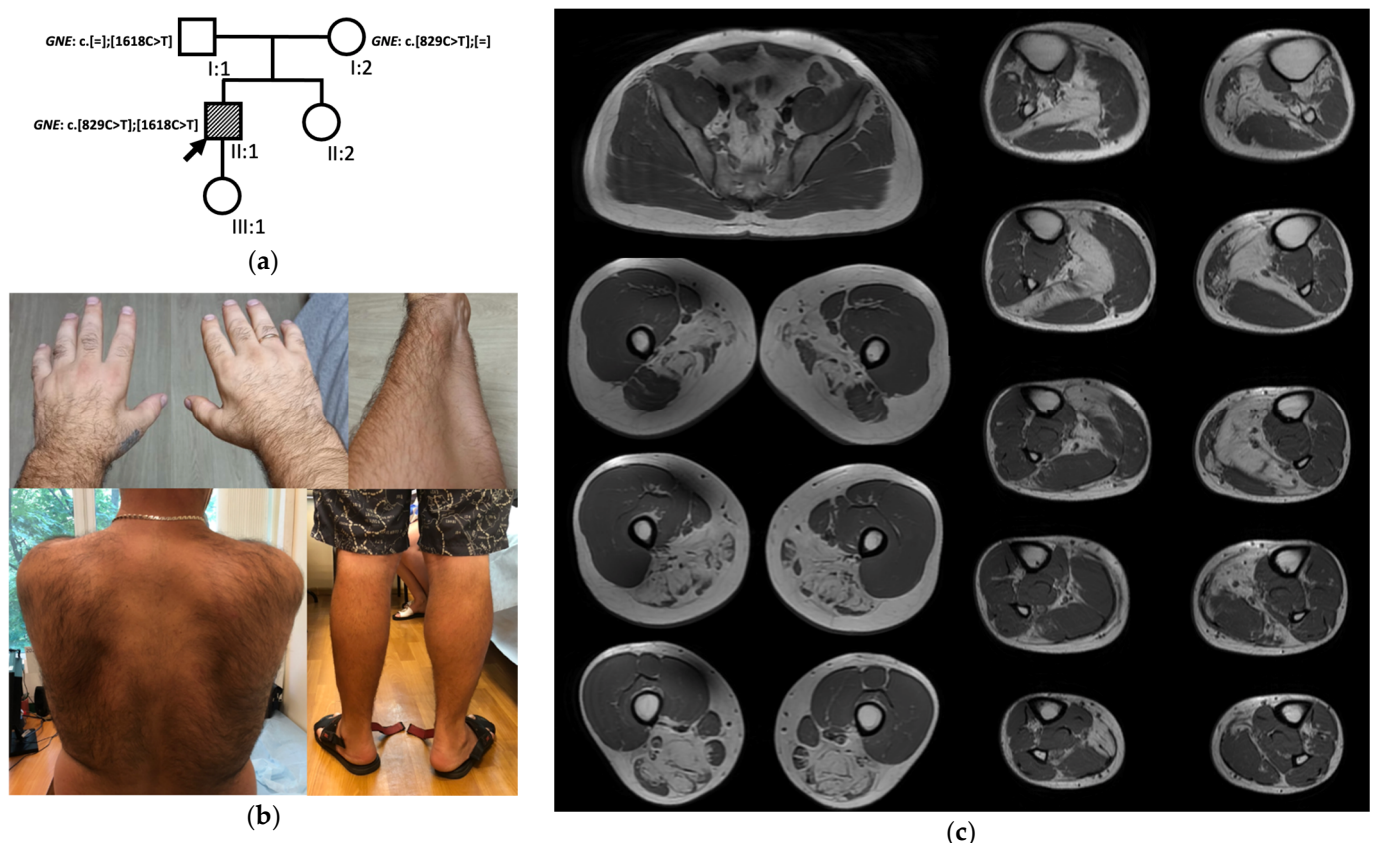 GNE: c.[=];[1618C>T]
GNE: c.[829C>T];[=]
I:1
I:2
GNE: c.[829C>T];[1618C>T]
II:1
II:2
III:1
(a)
(b)
(c)